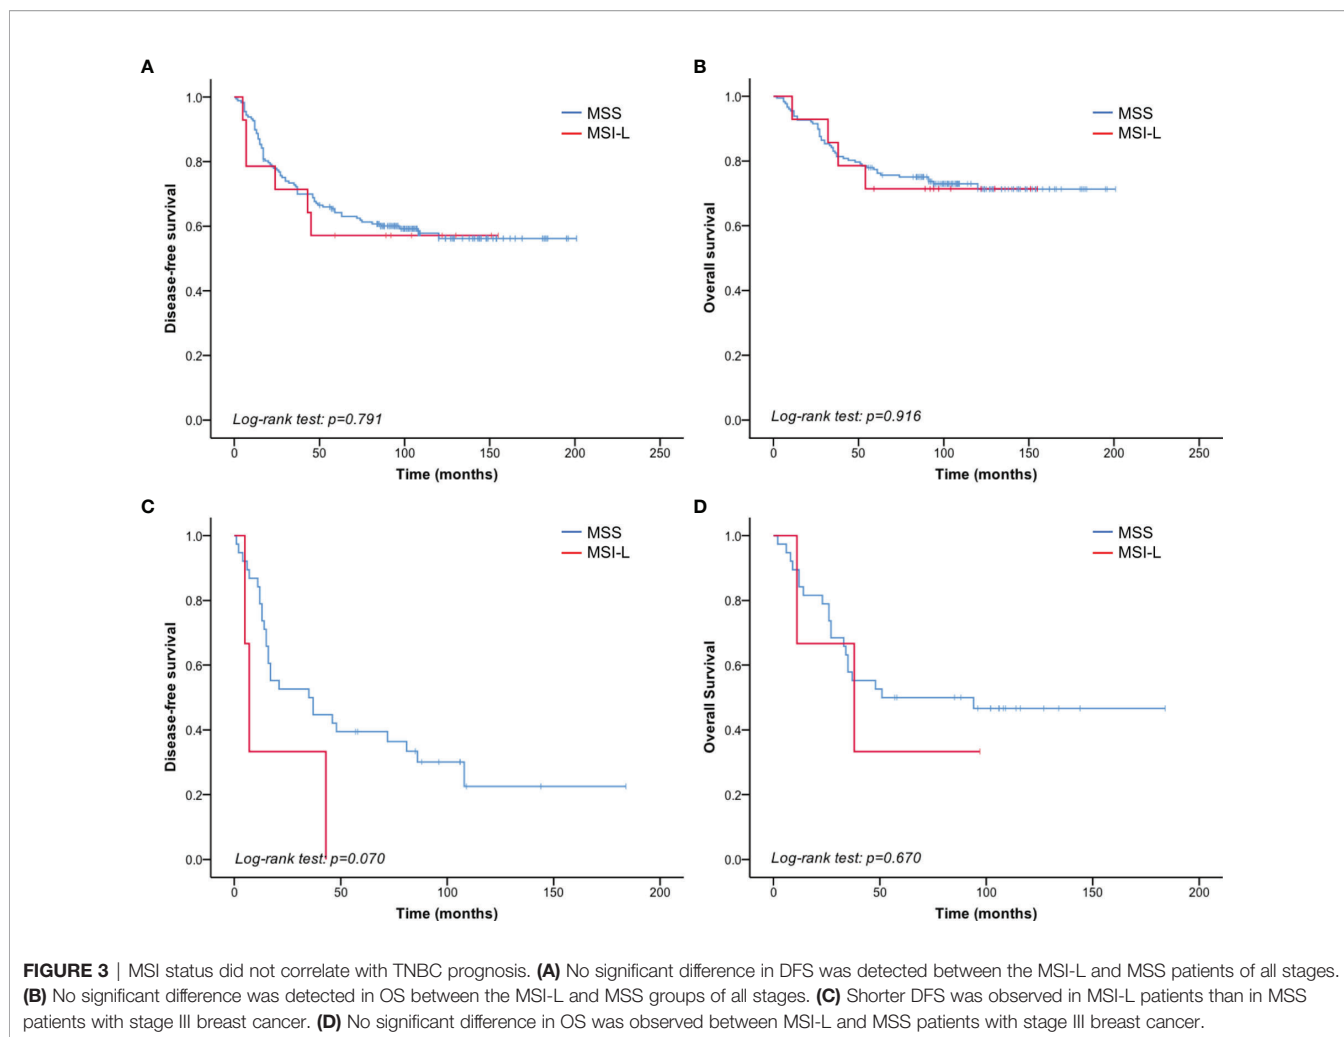 A
1.0
0.8
0.6
0.4
0.2
0.0
Disease-free survival
MSS
MSI-L
Log-rank test: p=0.791
0 50 100 150 200 250
Time (months)
B
1.0
0.8
0.6
0.4
0.2
0.0
Overall survival
MSS
MSI-L
Log-rank test: p=0.916
0 50 100 150 200 250
Time (months)
C
1.0
0.8
0.6
0.4
0.2
0.0
Disease-free survival
MSS
MSI-L
Log-rank test: p=0.070
0 50 100 150 200
Time (months)
D
1.0
0.8
0.6
0.4
0.2
0.0
Overall Survival
MSS
MSI-L
Log-rank test: p=0.670
0 50 100 150 200
Time (months)
FIGURE 3 | MSI status did not correlate with TNBC prognosis. (A) No significant difference in DFS was detected between the MSI-L and MSS patients of all stages.
(B) No significant difference was detected in OS between the MSI-L and MSS groups of all stages. (C) Shorter DFS was observed in MSI-L patients than in MSS
patients with stage III breast cancer. (D) No significant difference in OS was observed between MSI-L and MSS patients with stage III breast cancer.